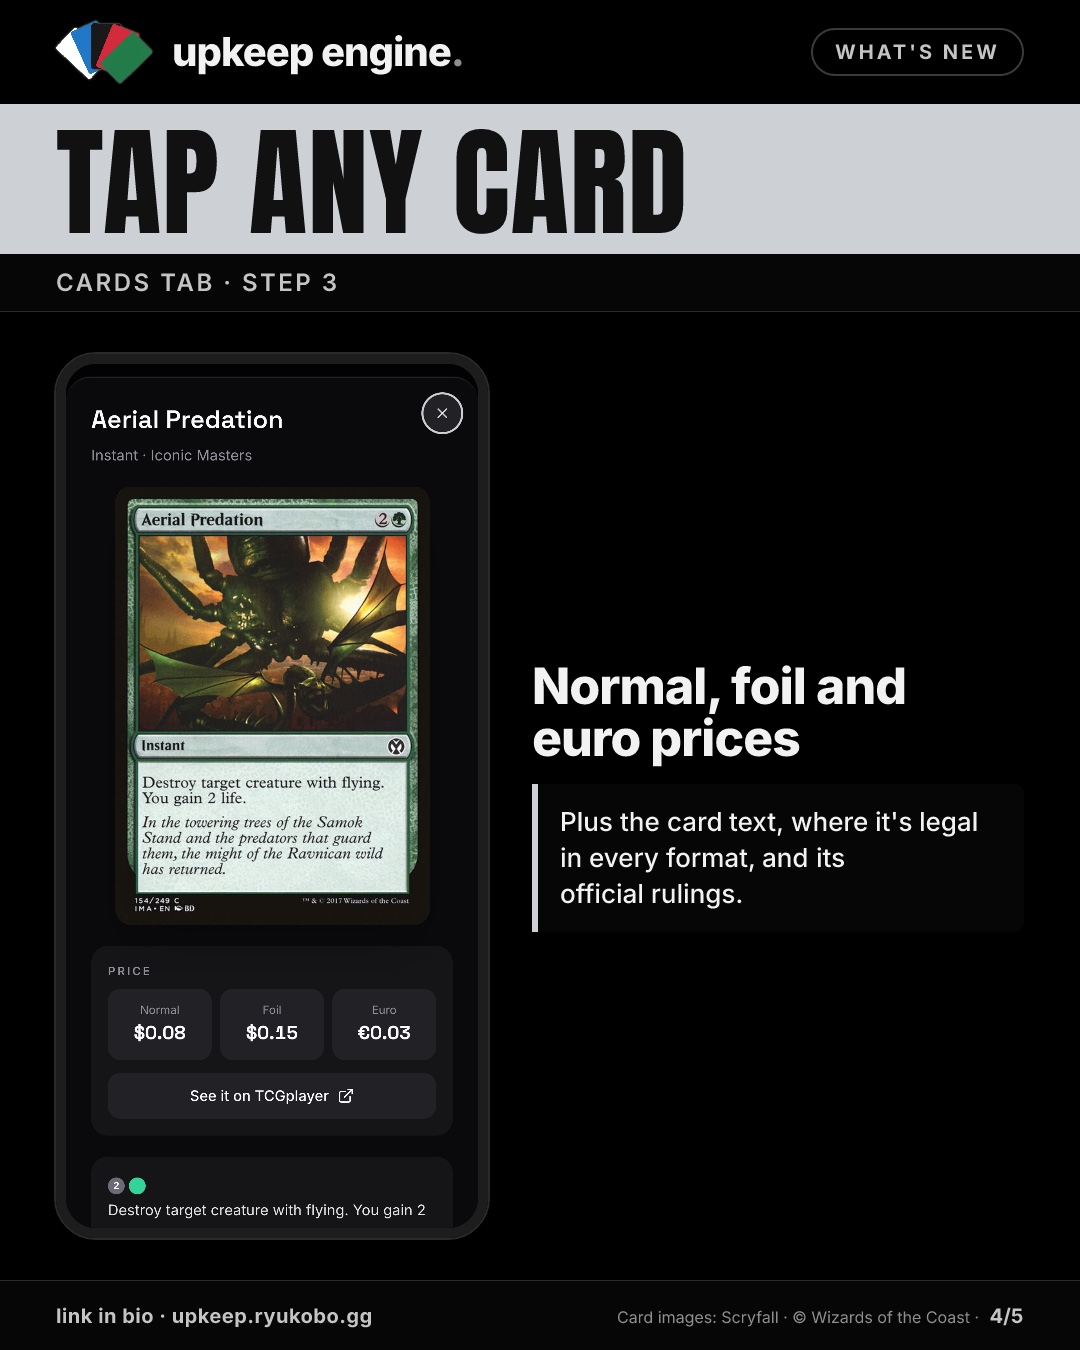 upkeep engine.
WHAT'S NEW
TAP ANY CARD
CARDS TAB · STEP 3
Aerial Predation
Instant · Iconic Masters
Aerial Predation 2
Instant
Destroy target creature with flying.
You gain 2 life.
In the towering trees of the Samok
Stand and the predators that guard
them, the might of the Ravnican wild
has returned.
154/249 C
IMA • EN BD
™ & © 2017 Wizards of the Coast
PRICE
Normal
$0.08
Foil
$0.15
Euro
€0.03
See it on TCGplayer
2
Destroy target creature with flying. You gain 2
Normal, foil and
euro prices
Plus the card text, where it's legal
in every format, and its
official rulings.
link in bio · upkeep.ryukobo.gg
Card images: Scryfall · © Wizards of the Coast · 4/5